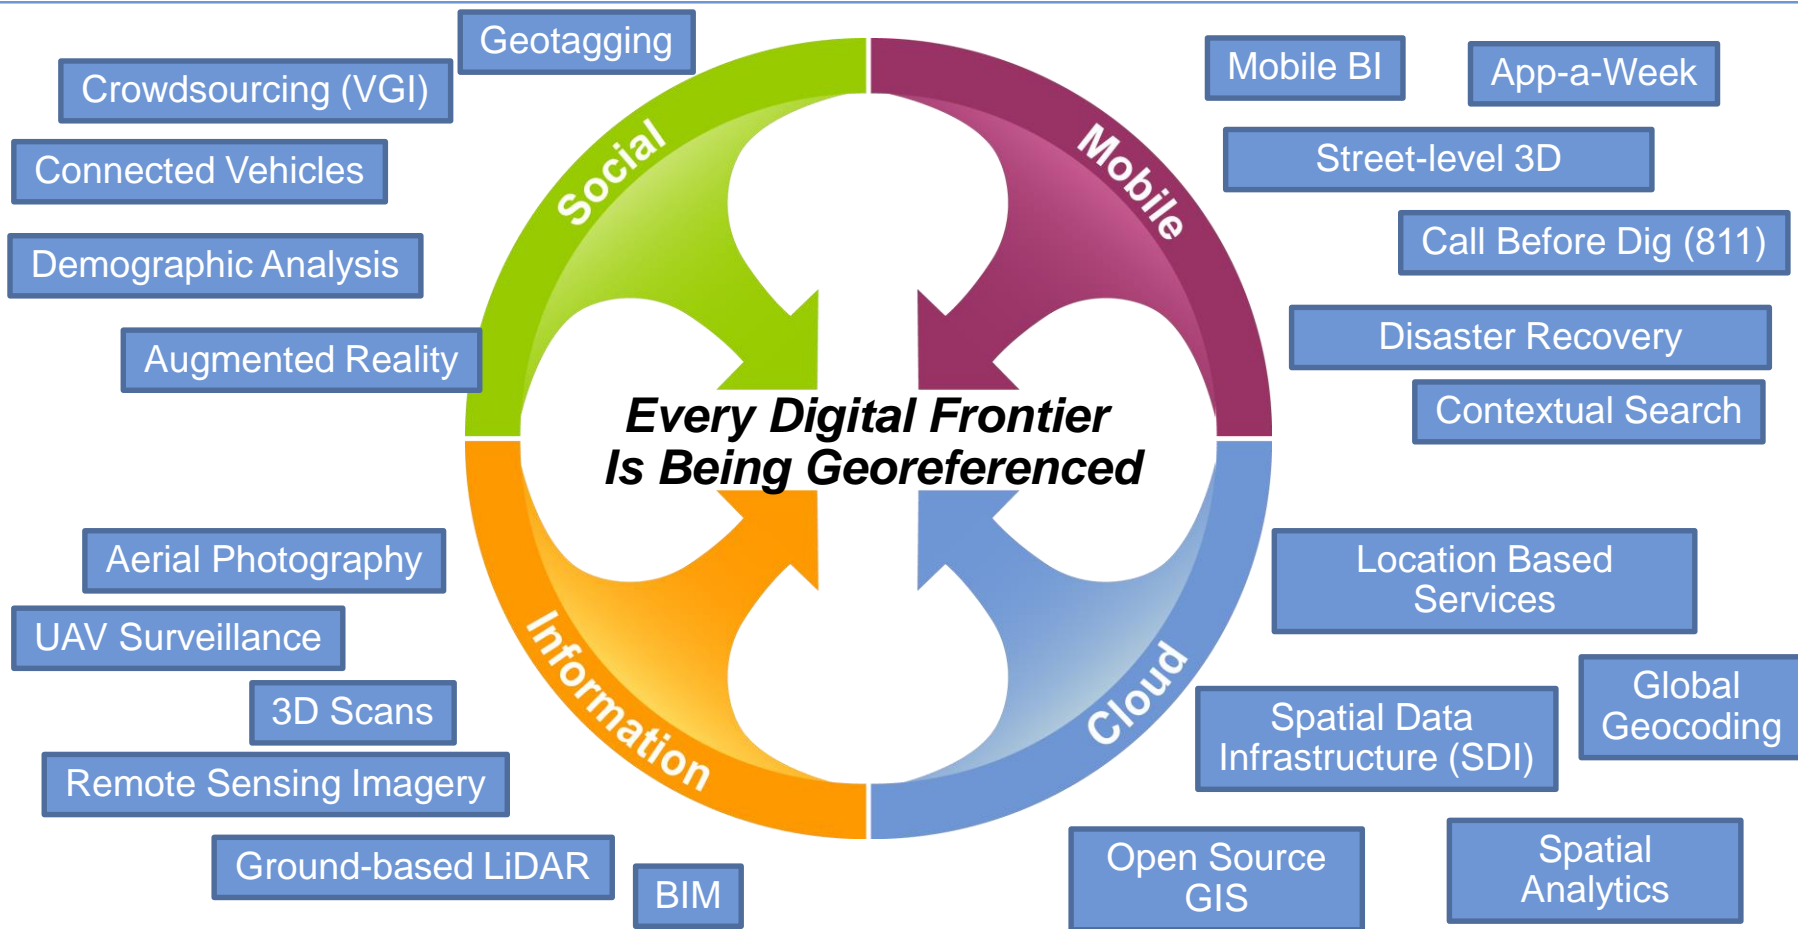 Geotagging
Crowdsourcing (VGI)
Connected Vehicles
Demographic Analysis
Augmented Reality
Social
Mobile
Mobile BI
App-a-Week
Street-level 3D
Call Before Dig (811)
Disaster Recovery
Contextual Search
Every Digital Frontier
Is Being Georeferenced
Aerial Photography
UAV Surveillance
3D Scans
Remote Sensing Imagery
Ground-based LiDAR
BIM
Information
Cloud
Location Based
Services
Global
Geocoding
Spatial Data
Infrastructure (SDI)
Open Source
GIS
Spatial
Analytics